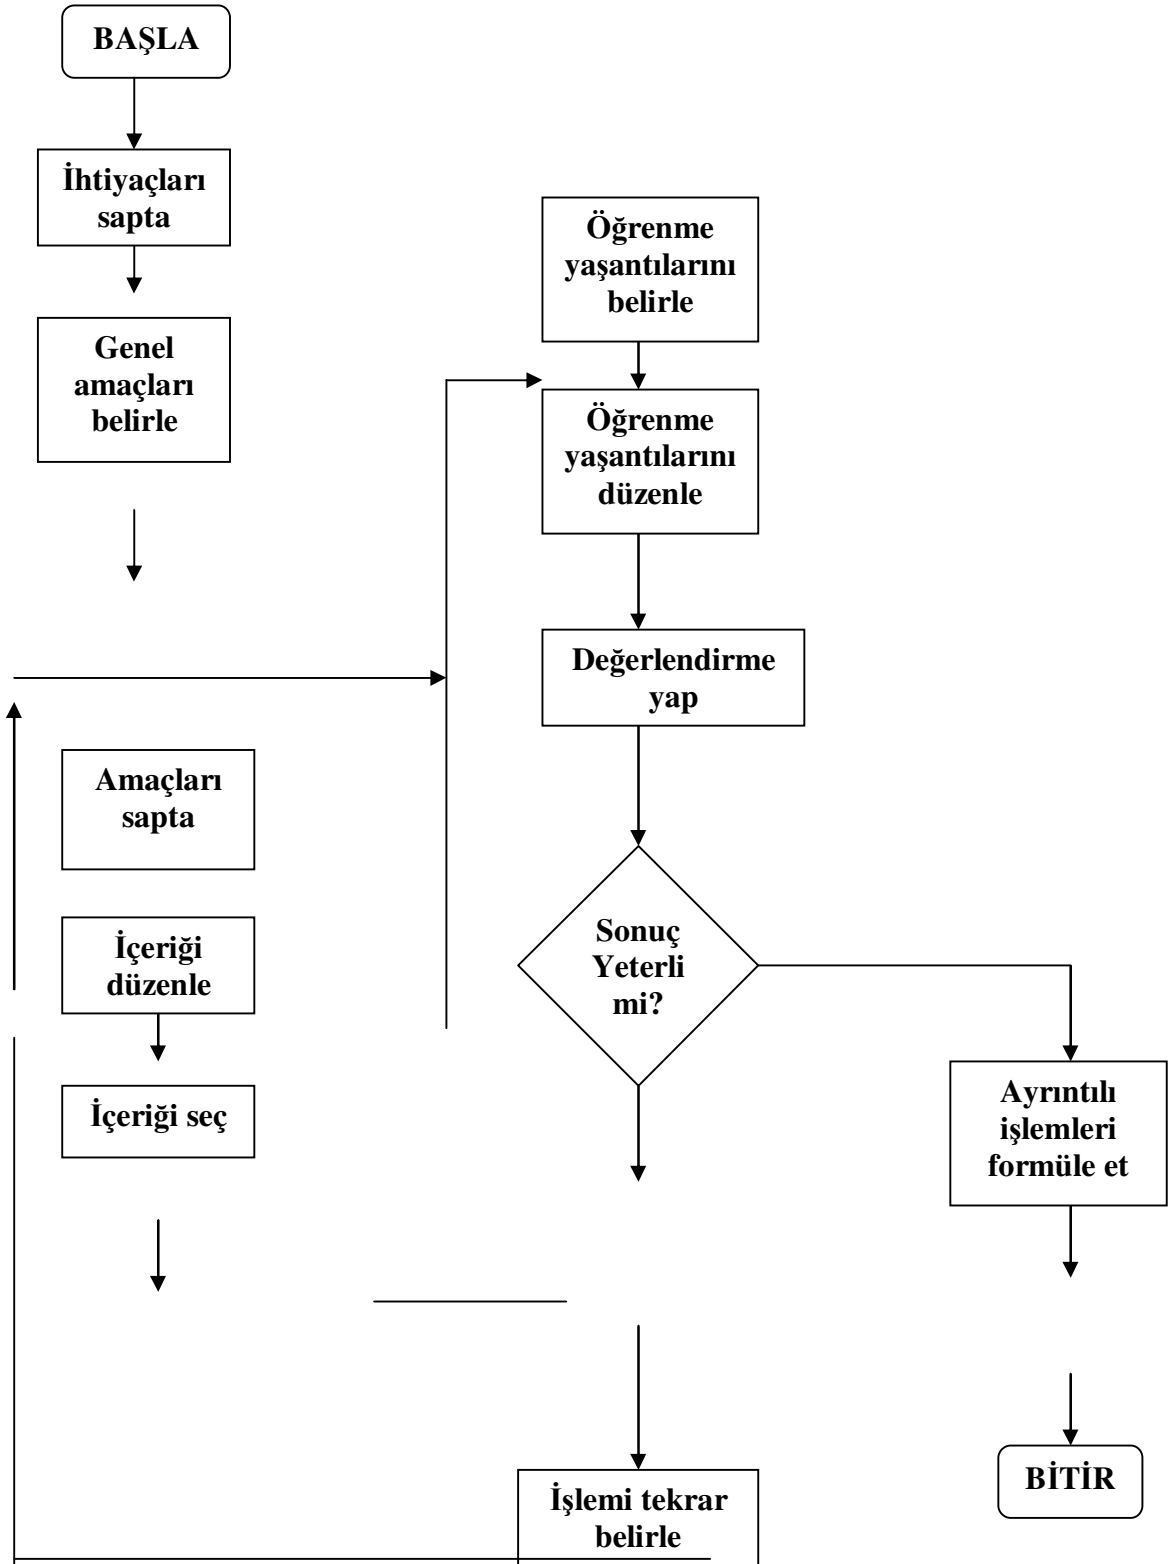 BAŞLA
İhtiyaçları
sapta
Genel
amaçları
belirle
Amaçları
sapta
İçeriği
düzenle
İçeriği seç
Öğrenme
yaşantılarını
belirle
Öğrenme
yaşantılarını
düzenle
Değerlendirme
yap
Sonuç
Yeterli
mi?
İşlemi tekrar
belirle
Ayrıntılı
işlemleri
formüle et
BİTİR